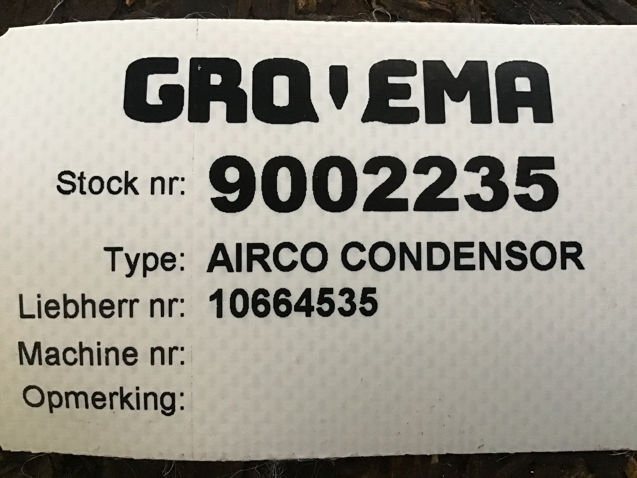 GROVEMA
Stock nr: 9002235
Type: AIRCO CONDENSOR
Liebherr nr: 10664535
Machine nr:
Opmerking: